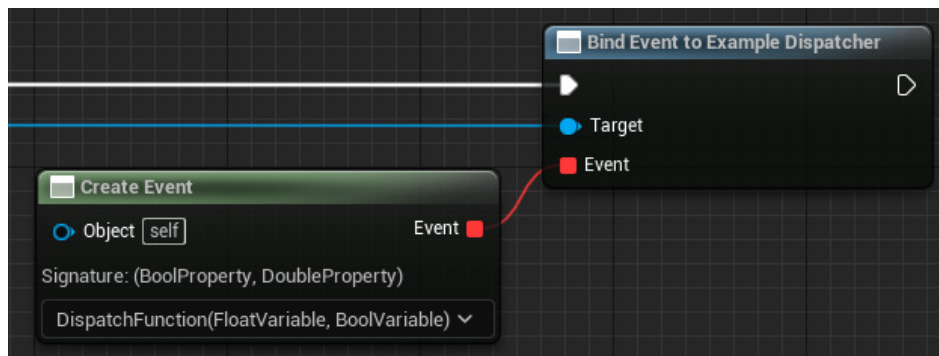 Bind Event to Example Dispatcher
Target
Event
Create Event
Object self
Event
Signature: (BoolProperty, DoubleProperty)
DispatchFunction(FloatVariable, BoolVariable)